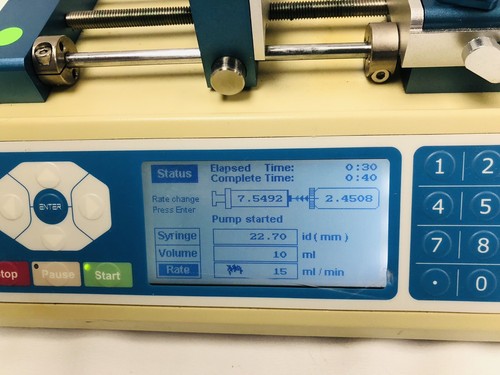 Status
Elapsed Time: 0:30
Complete Time: 0:40
Rate change
Press Enter
7.5492 2.4508
Pump started
Syringe 22.70 id (mm)
Volume 10 ml
Rate 15 ml/min
ENTER
top Pause Start
1 2
4 5
7 8
. 0